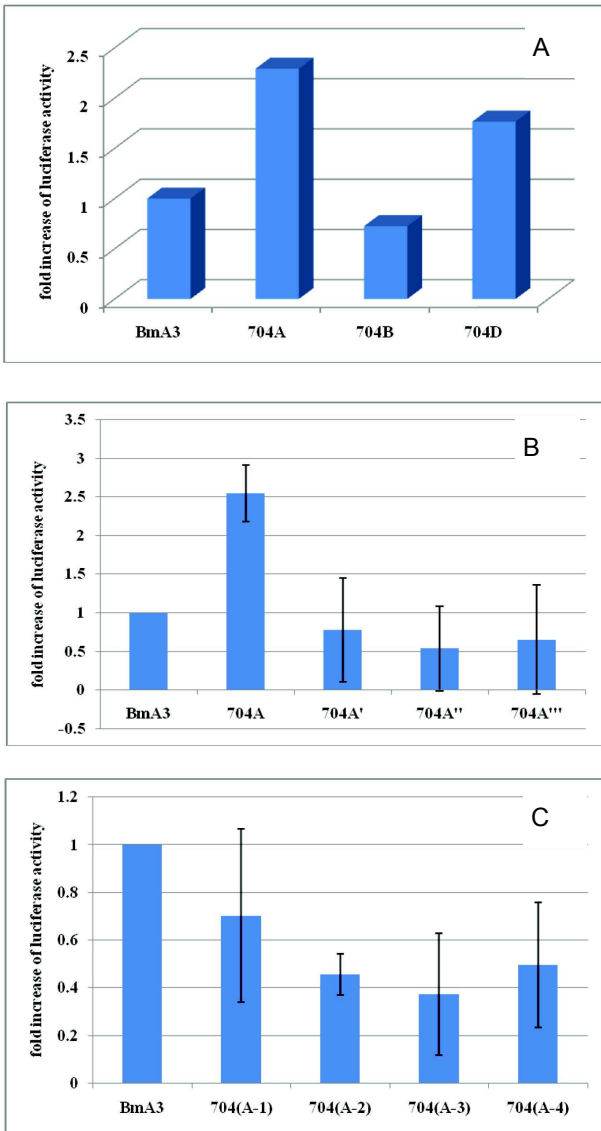 A
fold increase of luciferase activity
2.5
2
1.5
1
0.5
0
BmA3 704A 704B 704D
B
fold increase of luciferase activity
3.5
3
2.5
2
1.5
1
0.5
0
-0.5
BmA3 704A 704A' 704A'' 704A'''
C
fold increase of luciferase activity
1.2
1
0.8
0.6
0.4
0.2
0
BmA3 704(A-1) 704(A-2) 704(A-3) 704(A-4)